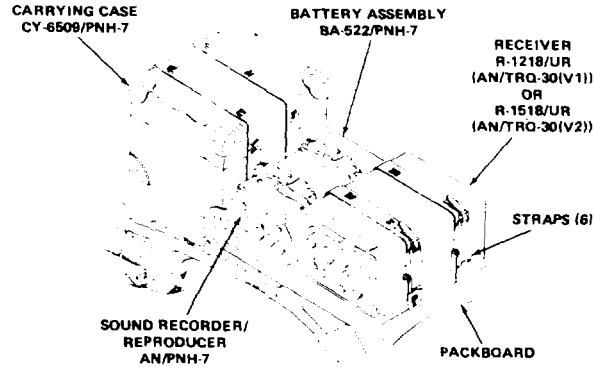 CARRYING CASE
CY-6509/PNH-7
BATTERY ASSEMBLY
BA-522/PNH-7
RECEIVER
R-1218/UR
(AN/TRQ-30(V1))
OR
R-1518/UR
(AN/TRQ-30(V2))
STRAPS (6)
SOUND RECORDER/
REPRODUCER
AN/PNH-7
PACKBOARD